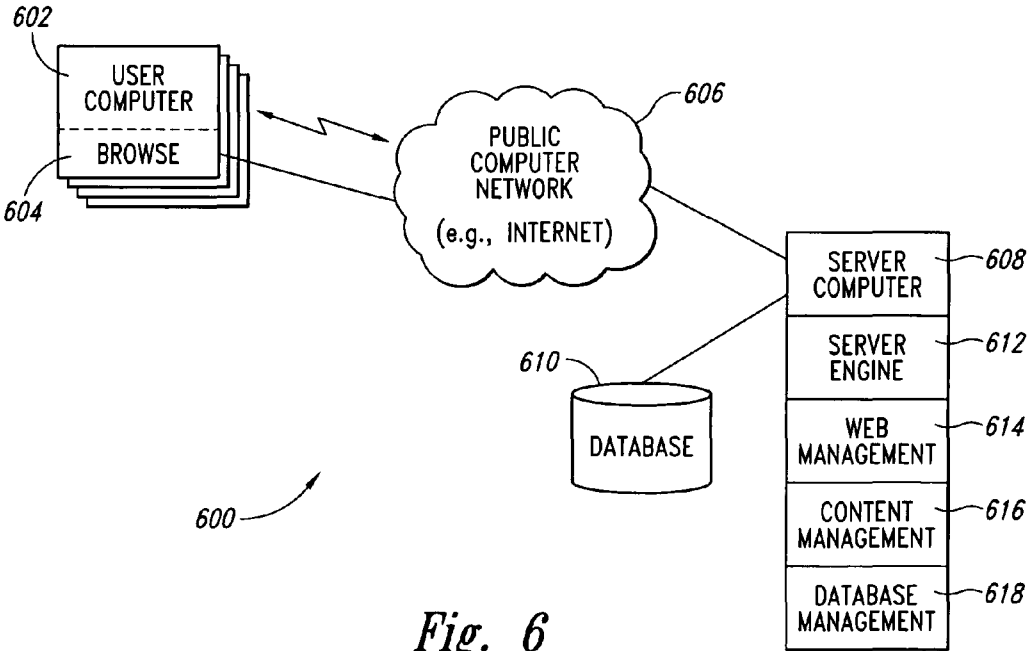 602
USER
COMPUTER
BROWSE
604
606
PUBLIC
COMPUTER
NETWORK
(e.g., INTERNET)
SERVER
COMPUTER
608
SERVER
ENGINE
612
610
DATABASE
WEB
MANAGEMENT
614
CONTENT
MANAGEMENT
616
DATABASE
MANAGEMENT
618
600
Fig. 6